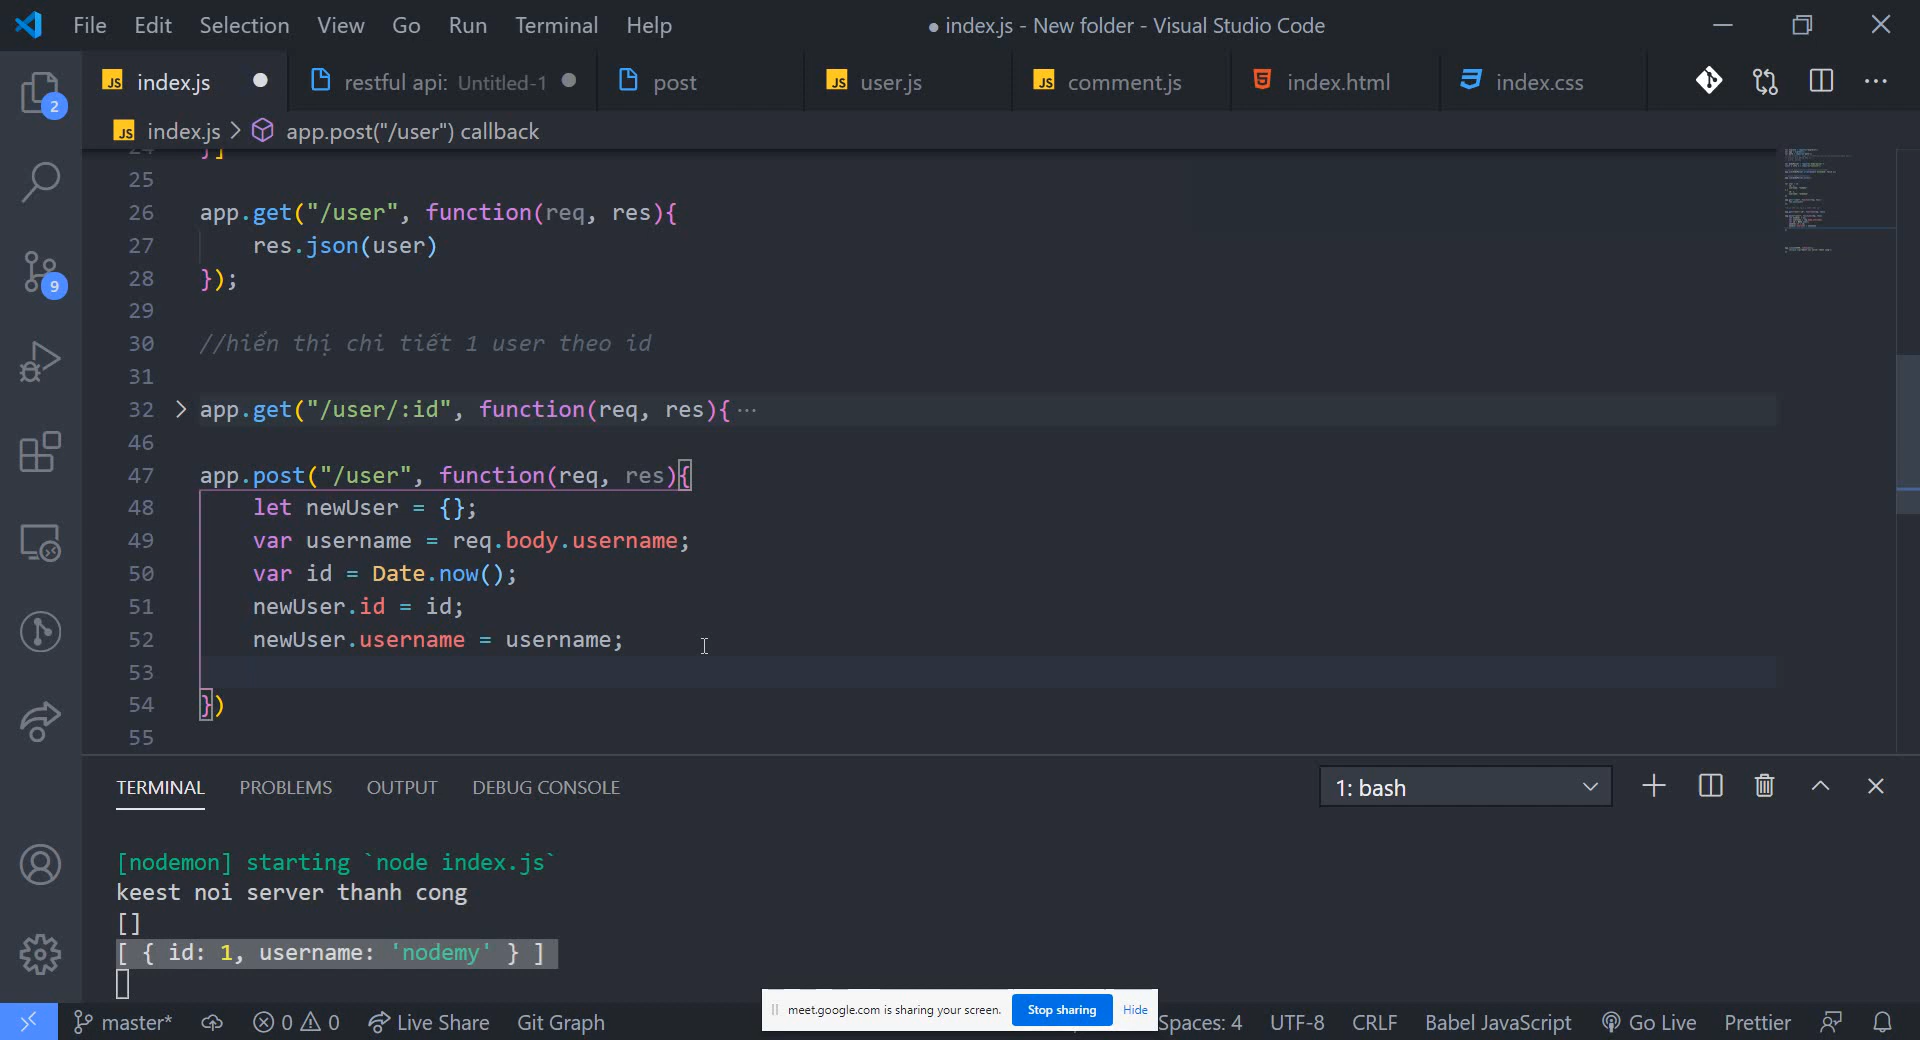 File Edit Selection View Go Run Terminal Help
● index.js - New folder - Visual Studio Code
JS index.js
restful api: Untitled-1
post
JS user.js
JS comment.js
index.html
index.css
JS index.js > app.post("/user") callback
24 }]
25
26 app.get("/user", function(req, res){
27 res.json(user)
28 });
29
30 //hiển thị chi tiết 1 user theo id
31
32 > app.get("/user/:id", function(req, res){ ···
46
47 app.post("/user", function(req, res){
48 let newUser = {};
49 var username = req.body.username;
50 var id = Date.now();
51 newUser.id = id;
52 newUser.username = username;
53
54 })
55
2
9
TERMINAL PROBLEMS OUTPUT DEBUG CONSOLE
1: bash
[nodemon] starting `node index.js`
keest noi server thanh cong
[]
[ { id: 1, username: 'nodemy' } ]
meet.google.com is sharing your screen. Stop sharing Hide
master* 0 0 Live Share Git Graph Spaces: 4 UTF-8 CRLF Babel JavaScript Go Live Prettier